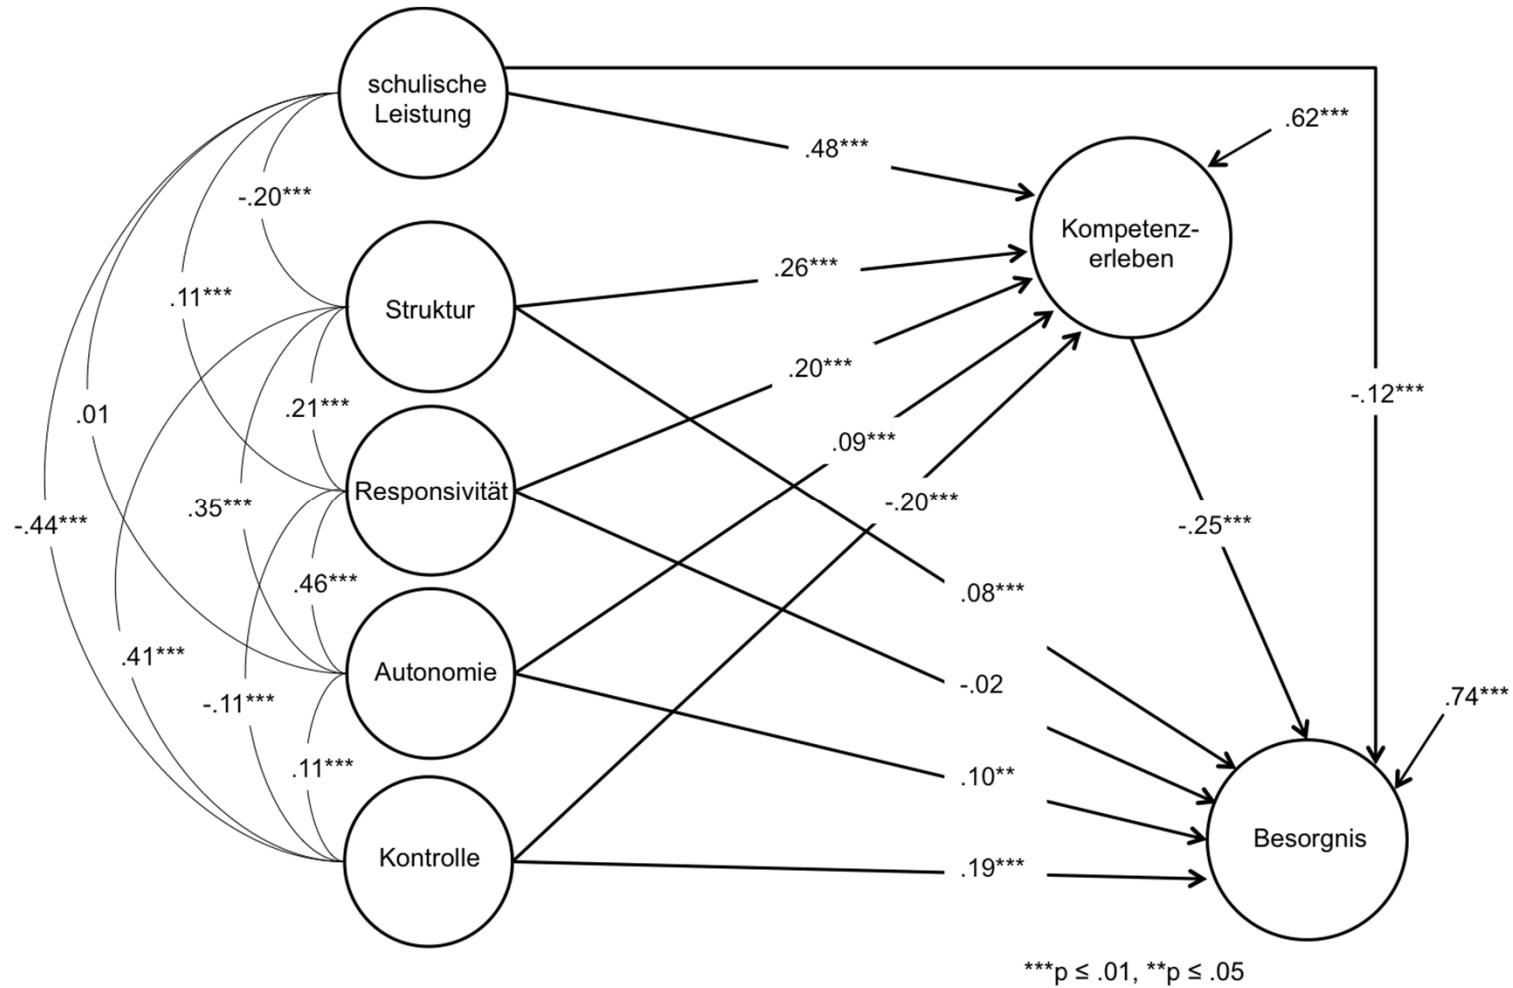 schulische
Leistung
.62***
.48***
-.20***
Kompetenz-
erleben
.26***
.11***
Struktur
.20***
-.12***
.21***
.01
.09***
Responsivität
-.20***
.35***
-.44***
-.25***
.46***
.08***
.41***
Autonomie
-.02
.74***
-.11***
.11***
.10**
Besorgnis
Kontrolle
.19***
***p ≤ .01, **p ≤ .05